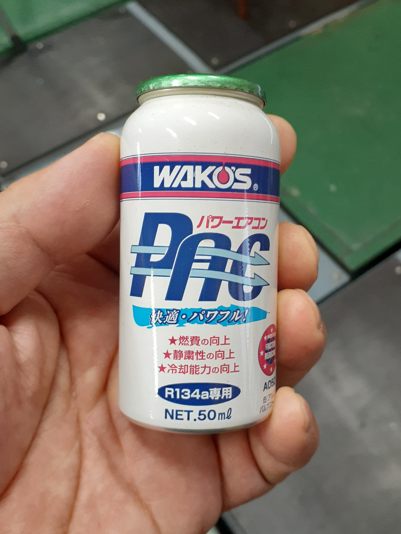 WAKO'S®
パワーエアコン
PAC
快適・パワフル!
★燃費の向上
★静粛性の向上
★冷却能力の向上
R134a専用
NET.50mℓ